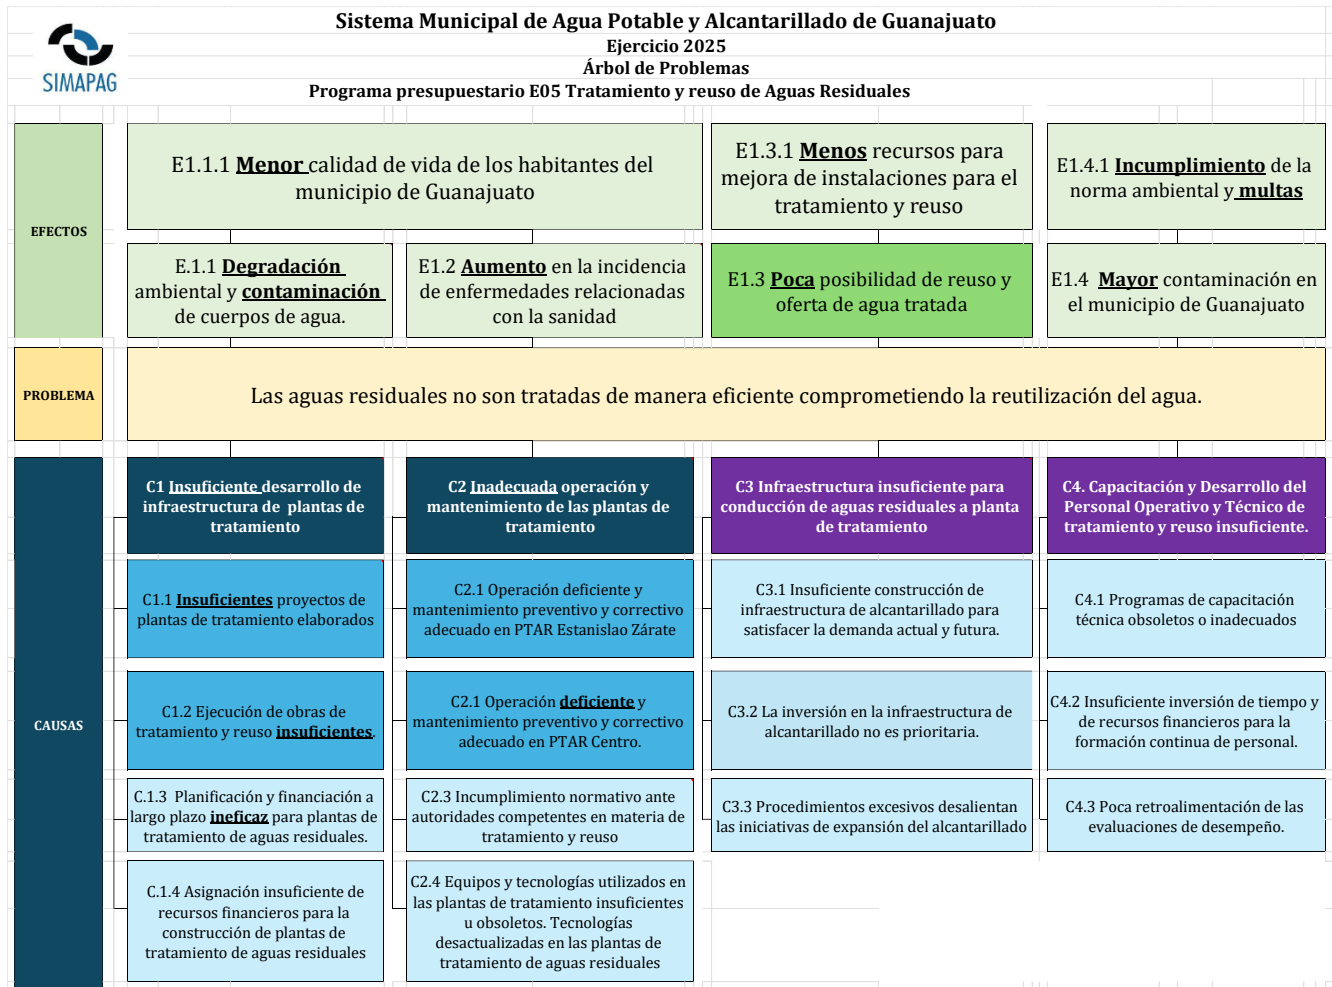 Sistema Municipal de Agua Potable y Alcantarillado de Guanajuato
Ejercicio 2025
Árbol de Problemas
Programa presupuestario E05 Tratamiento y reuso de Aguas Residuales
SIMAPAG
EFECTOS
E1.1.1 Menor calidad de vida de los habitantes del
municipio de Guanajuato
E1.3.1 Menos recursos para
mejora de instalaciones para el
tratamiento y reuso
E1.4.1 Incumplimiento de la
norma ambiental y multas
E.1.1 Degradación
ambiental y contaminación
de cuerpos de agua.
E1.2 Aumento en la incidencia
de enfermedades relacionadas
con la sanidad
E1.3 Poca posibilidad de reuso y
oferta de agua tratada
E1.4 Mayor contaminación en
el municipio de Guanajuato
PROBLEMA
Las aguas residuales no son tratadas de manera eficiente comprometiendo la reutilización del agua.
CAUSAS
C1 Insuficiente desarrollo de
infraestructura de plantas de
tratamiento
C2 Inadecuada operación y
mantenimiento de las plantas de
tratamiento
C3 Infraestructura insuficiente para
conducción de aguas residuales a planta
de tratamiento
C4. Capacitación y Desarrollo del
Personal Operativo y Técnico de
tratamiento y reuso insuficiente.
C1.1 Insuficientes proyectos de
plantas de tratamiento elaborados
C2.1 Operación deficiente y
mantenimiento preventivo y correctivo
adecuado en PTAR Estanislao Zárate
C3.1 Insuficiente construcción de
infraestructura de alcantarillado para
satisfacer la demanda actual y futura.
C4.1 Programas de capacitación
técnica obsoletos o inadecuados
C1.2 Ejecución de obras de
tratamiento y reuso insuficientes.
C2.1 Operación deficiente y
mantenimiento preventivo y correctivo
adecuado en PTAR Centro.
C3.2 La inversión en la infraestructura de
alcantarillado no es prioritaria.
C4.2 Insuficiente inversión de tiempo y
de recursos financieros para la
formación continua de personal.
C.1.3 Planificación y financiación a
largo plazo ineficaz para plantas de
tratamiento de aguas residuales.
C2.3 Incumplimiento normativo ante
autoridades competentes en materia de
tratamiento y reuso
C3.3 Procedimientos excesivos desalientan
las iniciativas de expansión del alcantarillado
C4.3 Poca retroalimentación de las
evaluaciones de desempeño.
C.1.4 Asignación insuficiente de
recursos financieros para la
construcción de plantas de
tratamiento de aguas residuales
C2.4 Equipos y tecnologías utilizados en
las plantas de tratamiento insuficientes
u obsoletos. Tecnologías
desactualizadas en las plantas de
tratamiento de aguas residuales